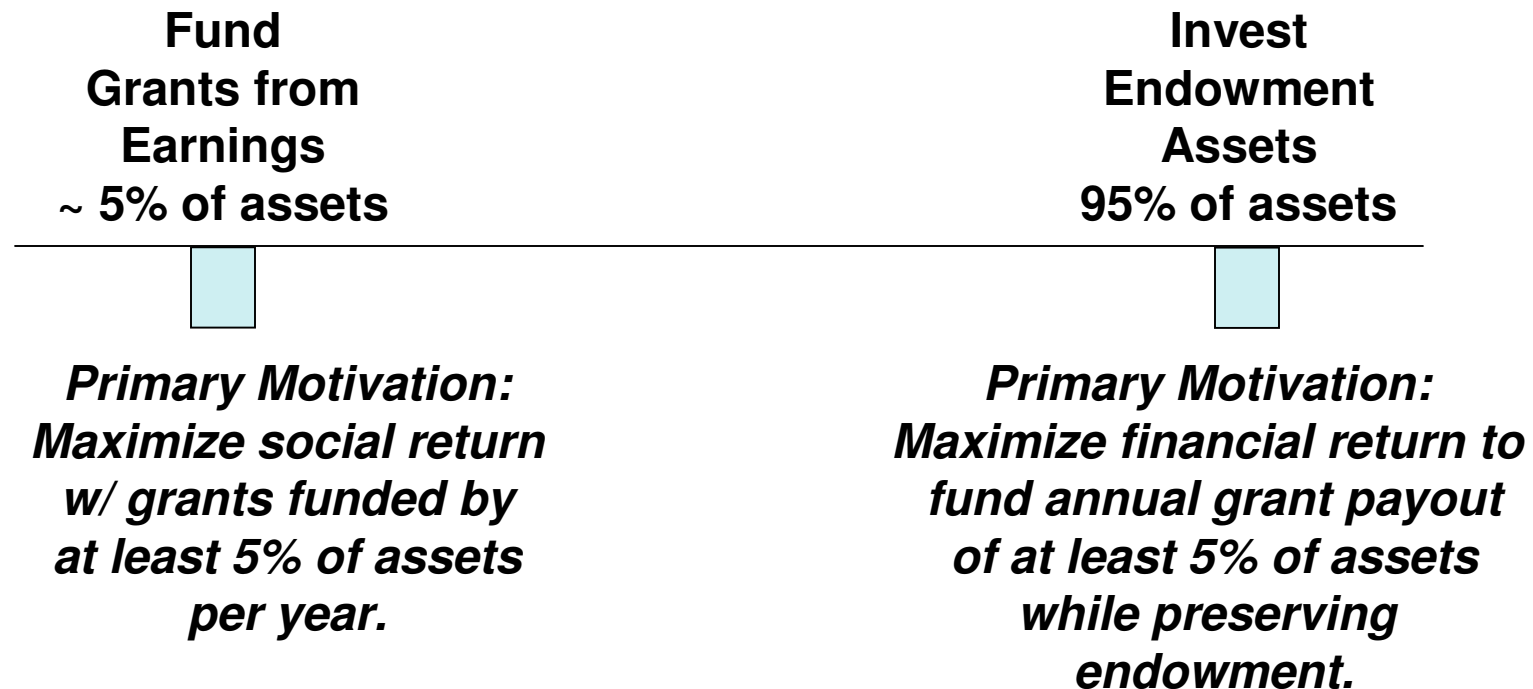 Fund
Grants from
Earnings
~ 5% of assets
Invest
Endowment
Assets
95% of assets
Primary Motivation:
Maximize social return
w/ grants funded by
at least 5% of assets
per year.
Primary Motivation:
Maximize financial return to
fund annual grant payout
of at least 5% of assets
while preserving
endowment.